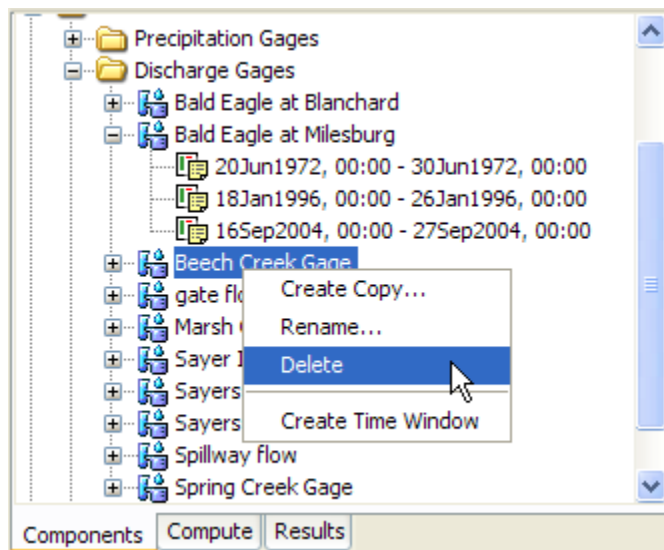 Precipitation Gages
Discharge Gages
Bald Eagle at Blanchard
Bald Eagle at Milesburg
20Jun1972, 00:00 - 30Jun1972, 00:00
18Jan1996, 00:00 - 26Jan1996, 00:00
16Sep2004, 00:00 - 27Sep2004, 00:00
Beech Creek Gage
Create Copy...
gate
Marsh
Rename...
Sayer
Delete
Sayers
Sayers
Create Time Window
Spillway flow
Spring Creek Gage
Components Compute Results